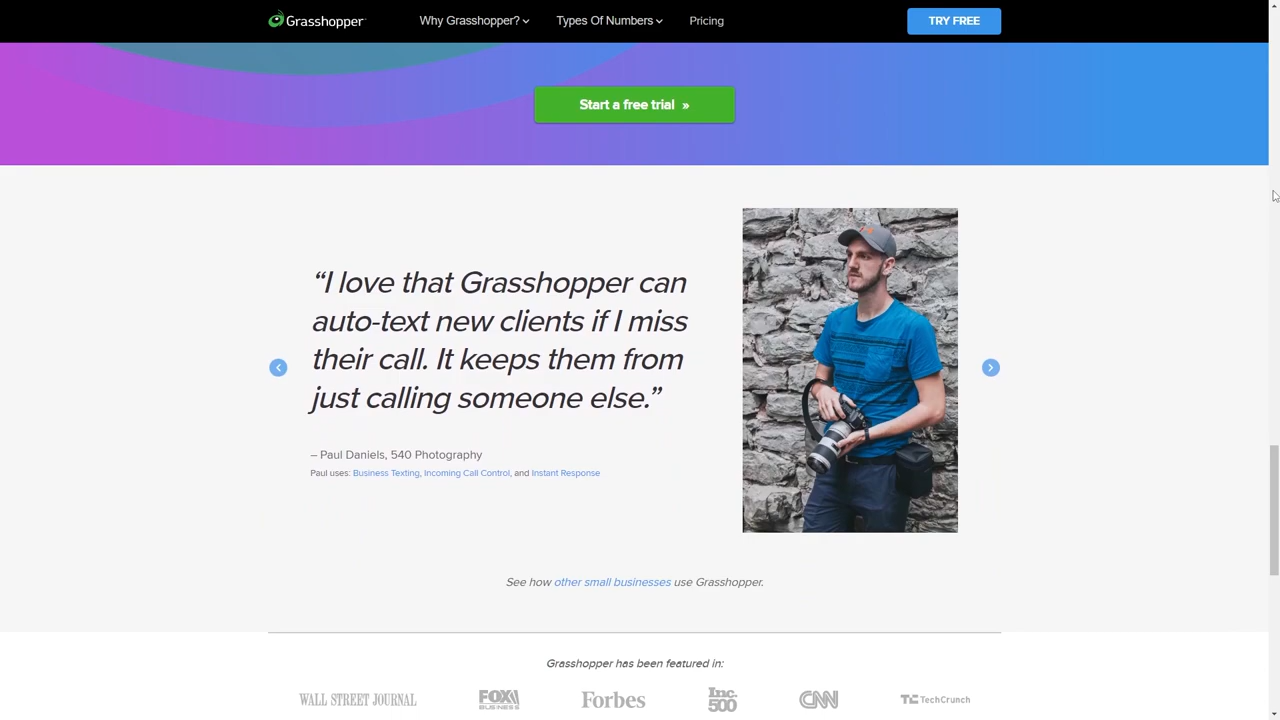 Grasshopper
Why Grasshopper?
Types Of Numbers
Pricing
TRY FREE
Start a free trial »
“I love that Grasshopper can
auto-text new clients if I miss
their call. It keeps them from
just calling someone else.”
– Paul Daniels, 540 Photography
Paul uses: Business Texting, Incoming Call Control, and Instant Response
See how other small businesses use Grasshopper.
Grasshopper has been featured in:
WALL STREET JOURNAL
FOX BUSINESS
Forbes
Inc. 500
CNN
TC TechCrunch